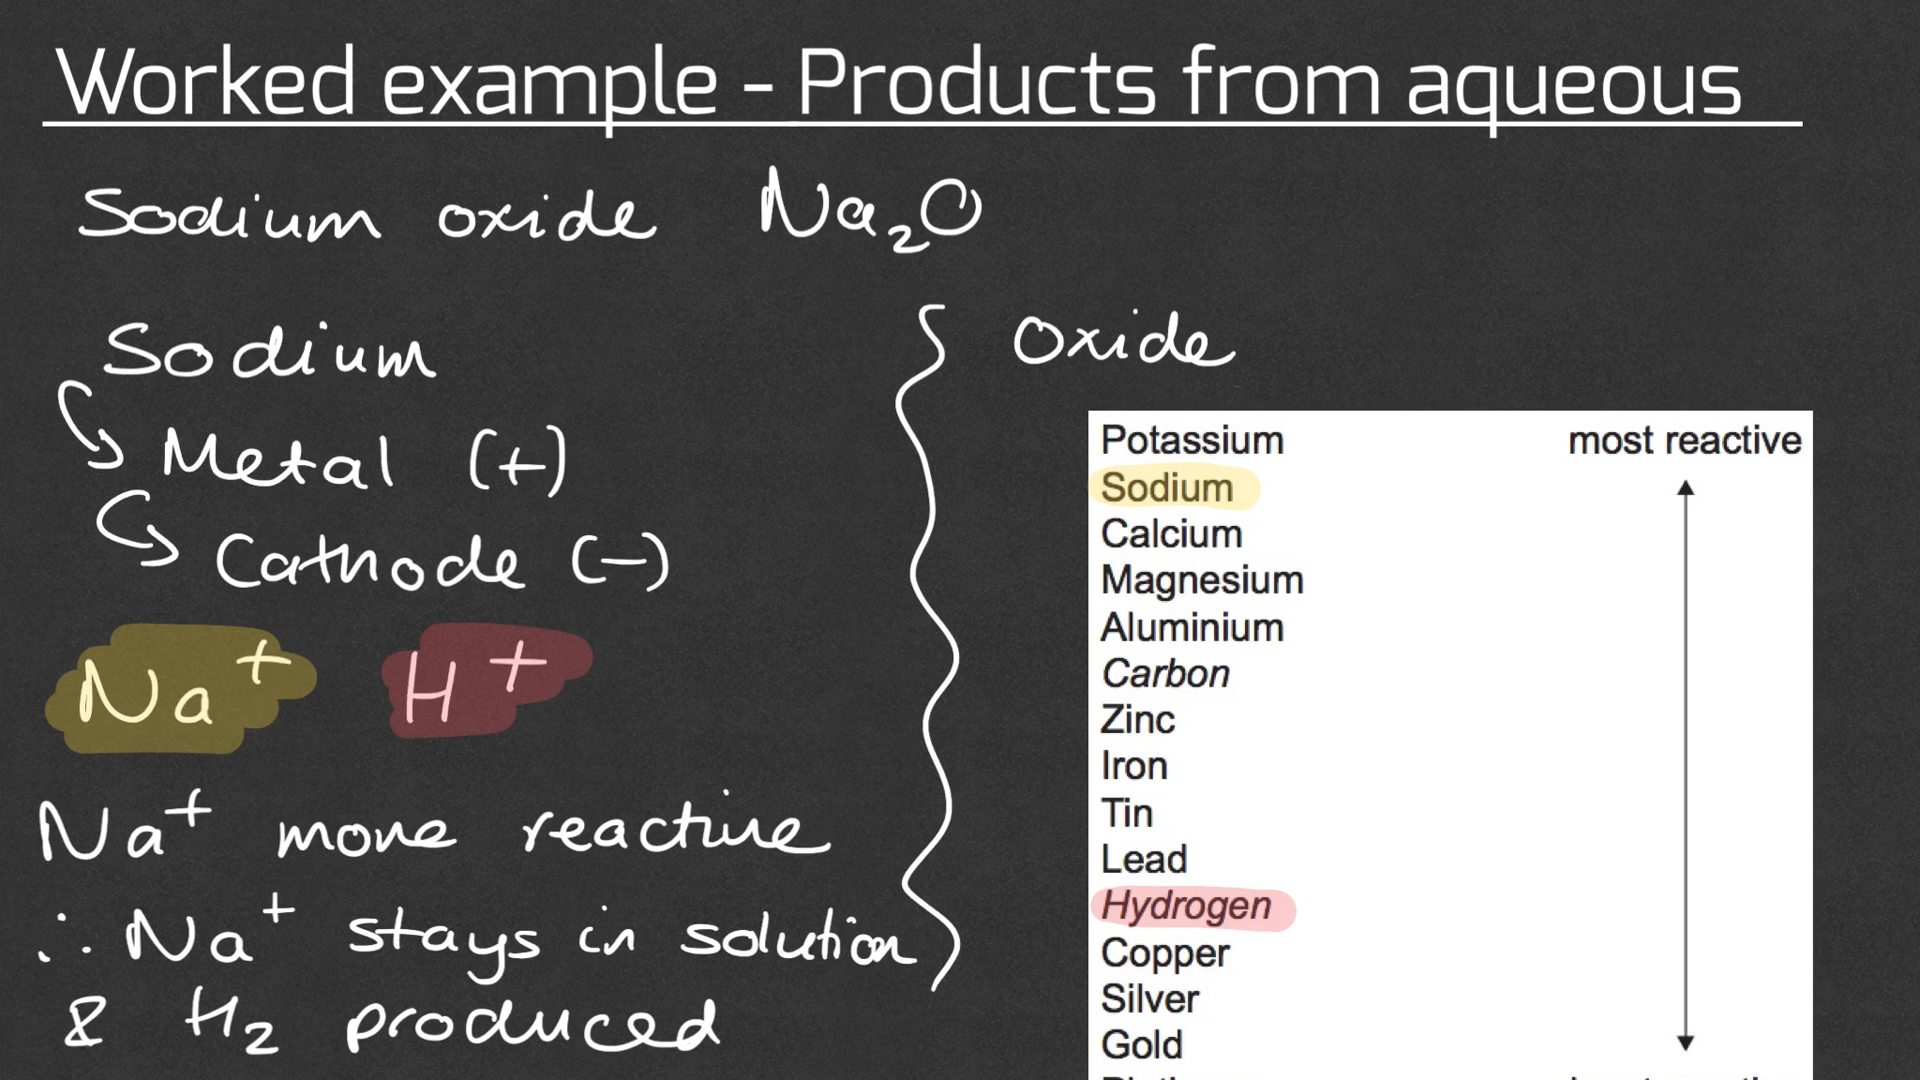 Worked example - Products from aqueous
Sodium oxide Na₂O
Sodium
Metal (+)
Cathode (-)
Na⁺ H⁺
Na⁺ more reactive
∴ Na⁺ stays in solution
& H₂ produced
Oxide
Potassium most reactive
Sodium
Calcium
Magnesium
Aluminium
Carbon
Zinc
Iron
Tin
Lead
Hydrogen
Copper
Silver
Gold